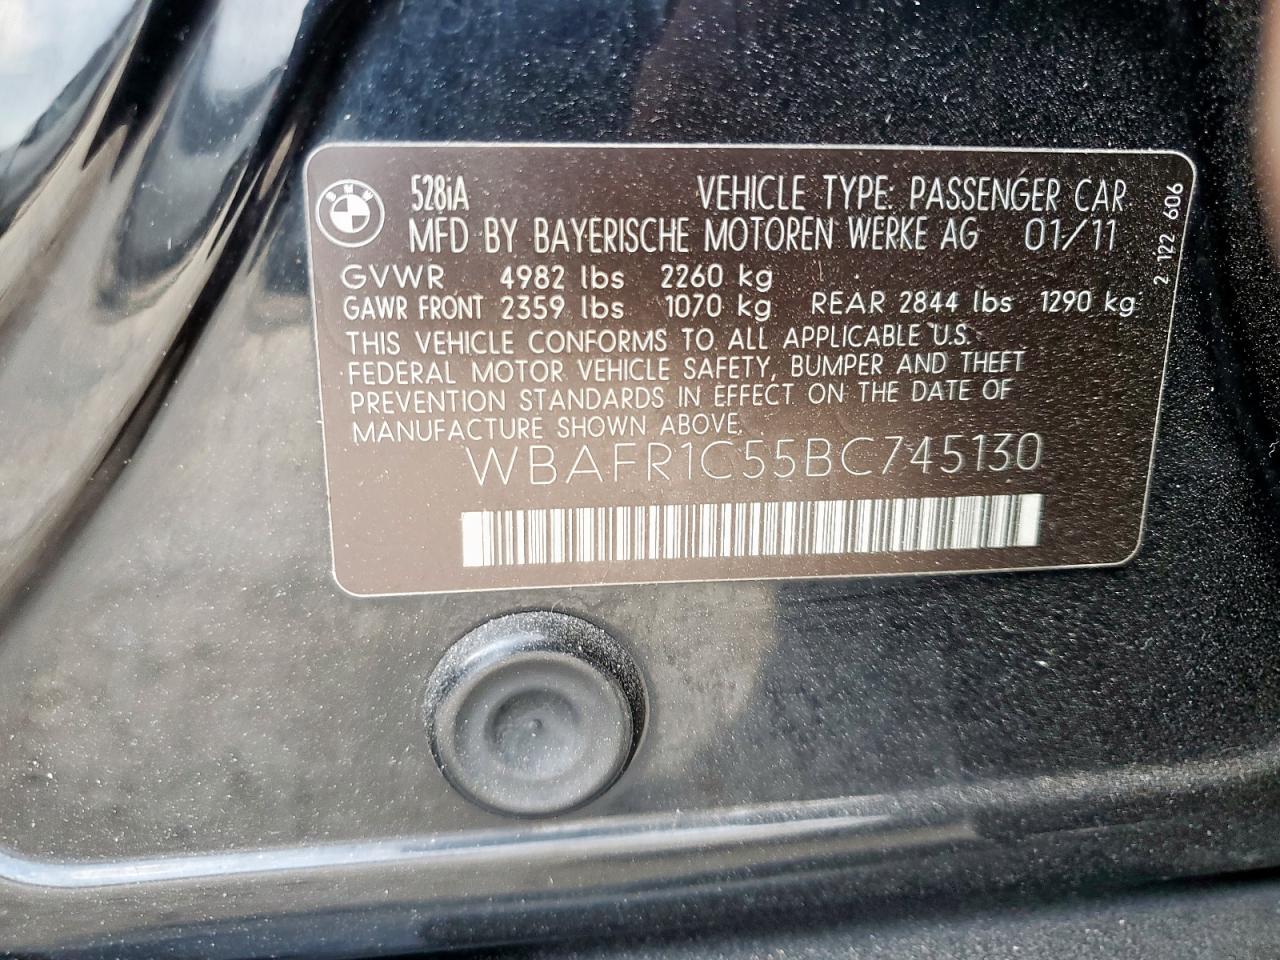 BMW
528iA VEHICLE TYPE: PASSENGER CAR
MFD BY BAYERISCHE MOTOREN WERKE AG 01/11
GVWR 4982 lbs 2260 kg
GAWR FRONT 2359 lbs 1070 kg REAR 2844 lbs 1290 kg
THIS VEHICLE CONFORMS TO ALL APPLICABLE U.S.
FEDERAL MOTOR VEHICLE SAFETY, BUMPER AND THEFT
PREVENTION STANDARDS IN EFFECT ON THE DATE OF
MANUFACTURE SHOWN ABOVE.
WBAFR1C55BC745130
2 122 606